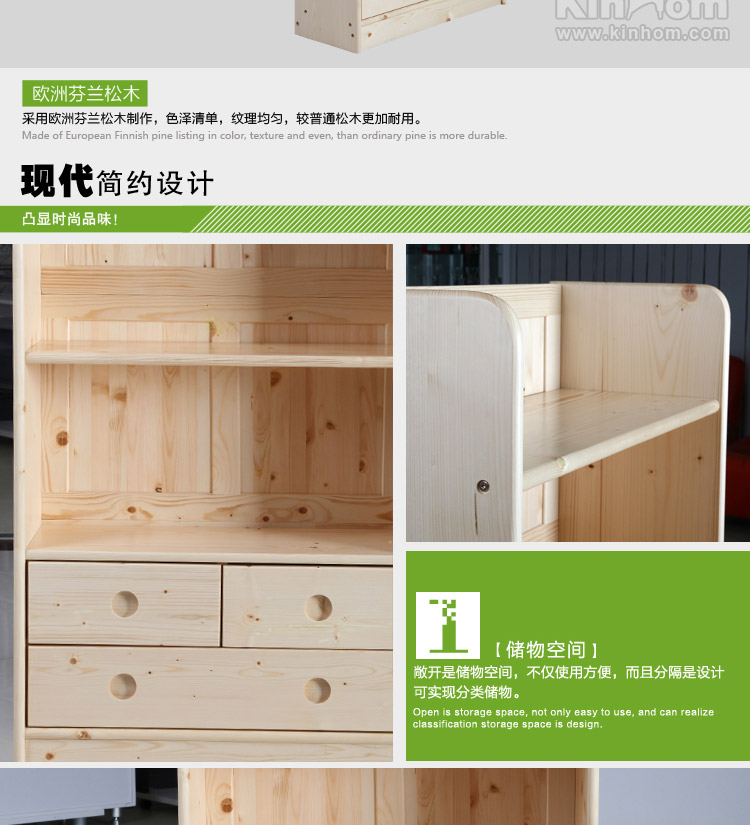 KinHom
www.kinhom.com
欧洲芬兰松木
采用欧洲芬兰松木制作，色泽清单，纹理均匀，较普通松木更加耐用。
Made of European Finnish pine listing in color, texture and even, than ordinary pine is more durable.
现代简约设计
凸显时尚品味!
1
【储物空间】
敞开是储物空间，不仅使用方便，而且分隔是设计
可实现分类储物。
Open is storage space, not only easy to use, and can realize
classification storage space is design.